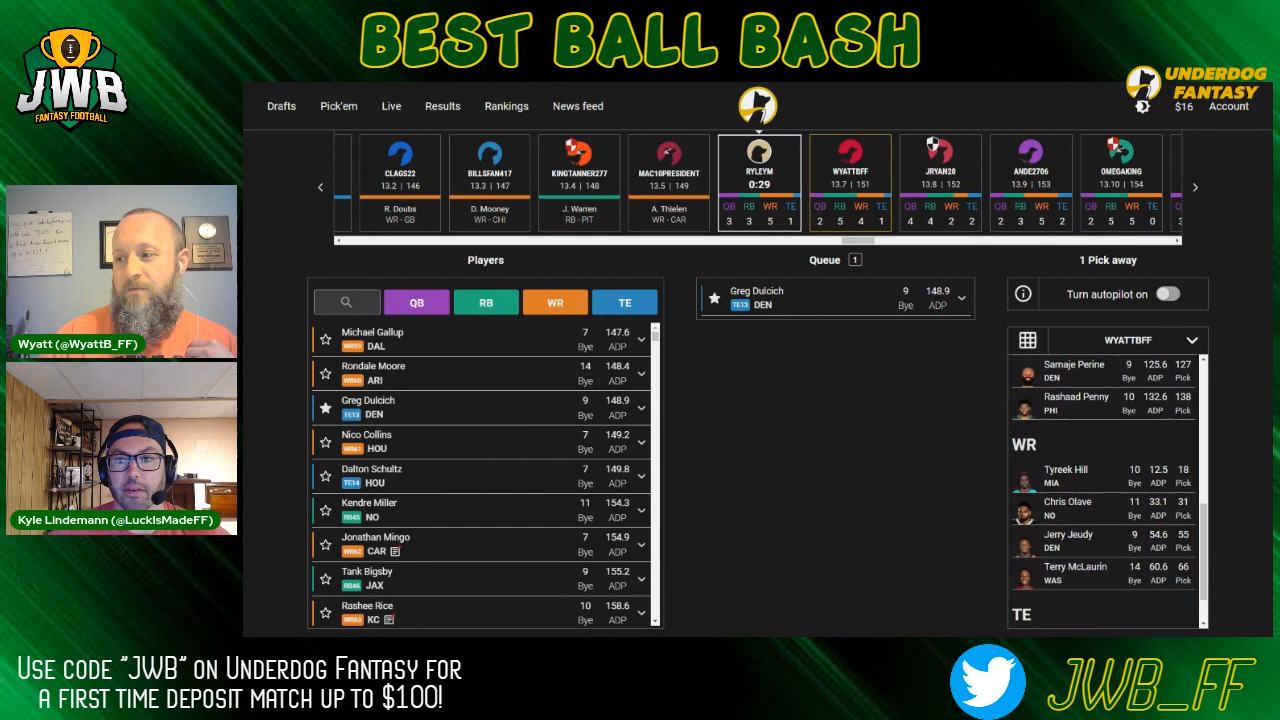 BEST BALL BASH
JWB
FANTASY FOOTBALL
UNDERDOG
FANTASY
Drafts
Pick'em
Live
Results
Rankings
News feed
$16
Account
CLAGS22
13.2 | 146
R. Doubs
WR - GB
BILLSFAN417
13.3 | 147
D. Mooney
WR - CHI
KINGTANNER277
13.4 | 148
J. Warren
RB - PIT
MAC10PRESIDENT
13.5 | 149
A. Thielen
WR - CAR
RYLEYM
0:29
QB RB WR TE
3 3 5 1
WYATTBFF
13.7 | 151
QB RB WR TE
2 5 4 1
JRYAN20
13.8 | 152
QB RB WR TE
4 4 2 2
ANDE2706
13.9 | 153
QB RB WR TE
2 3 5 2
OMEGAKING
13.10 | 154
QB RB WR TE
2 5 5 0
Players
QB
RB
WR
TE
Michael Gallup 7 147.6
WR59 DAL Bye ADP
Rondale Moore 14 148.4
WR60 ARI Bye ADP
Greg Dulcich 9 148.9
TE13 DEN Bye ADP
Nico Collins 7 149.2
WR61 HOU Bye ADP
Dalton Schultz 7 149.8
TE14 HOU Bye ADP
Kendre Miller 11 154.3
RB45 NO Bye ADP
Jonathan Mingo 7 154.9
WR62 CAR Bye ADP
Tank Bigsby 9 155.2
RB46 JAX Bye ADP
Rashee Rice 10 158.6
WR63 KC Bye ADP
Queue 1
Greg Dulcich 9 148.9
TE13 DEN Bye ADP
1 Pick away
Turn autopilot on
WYATTBFF
Samaje Perine 9 125.6 127
DEN Bye ADP Pick
Rashaad Penny 10 132.6 138
PHI Bye ADP Pick
WR
Tyreek Hill 10 12.5 18
MIA Bye ADP Pick
Chris Olave 11 33.1 31
NO Bye ADP Pick
Jerry Jeudy 9 54.6 55
DEN Bye ADP Pick
Terry McLaurin 14 60.6 66
WAS Bye ADP Pick
TE
Wyatt (@WyattB_FF)
Kyle Lindemann (@LuckIsMadeFF)
Use code "JWB" on Underdog Fantasy for
a first time deposit match up to $100!
JWB_FF